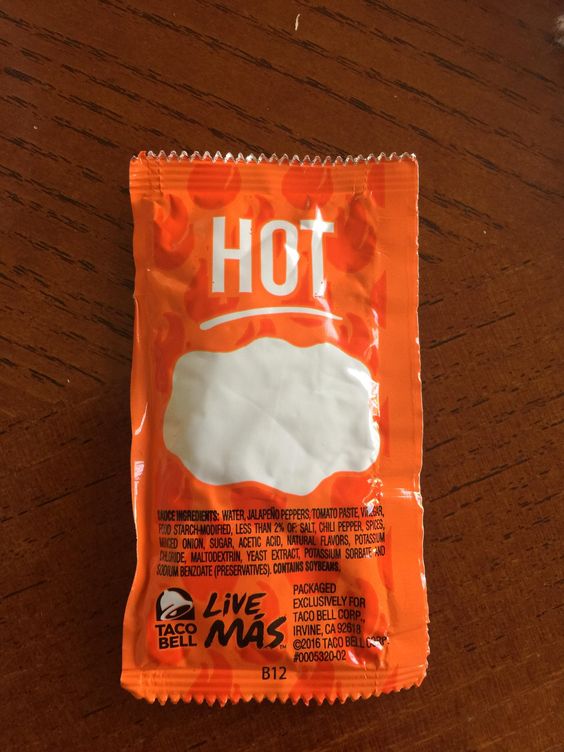 HOT
SAUCE INGREDIENTS: WATER, JALAPEÑO PEPPERS, TOMATO PASTE, VINEGAR,
FOOD STARCH-MODIFIED, LESS THAN 2% OF: SALT, CHILI PEPPER, SPICES,
MINCED ONION, SUGAR, ACETIC ACID, NATURAL FLAVORS, POTASSIUM
CHLORIDE, MALTODEXTRIN, YEAST EXTRACT, POTASSIUM SORBATE AND
SODIUM BENZOATE (PRESERVATIVES). CONTAINS SOYBEANS.
TACO
BELL
LiVE
MÁS™
PACKAGED
EXCLUSIVELY FOR
TACO BELL CORP.,
IRVINE, CA 92618
©2016 TACO BELL CORP.
#0005320-02
B12